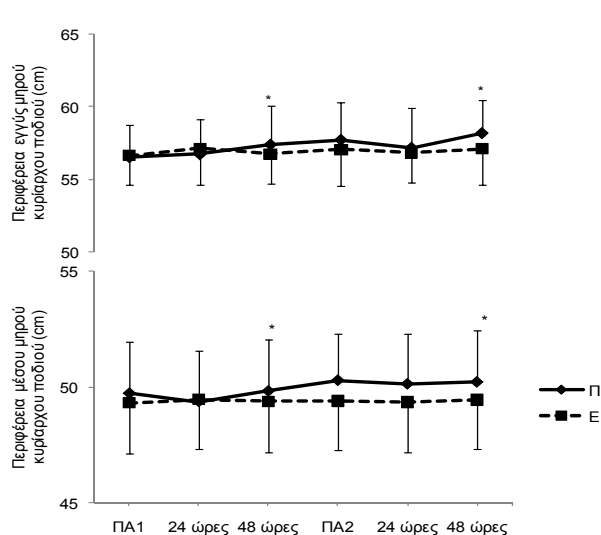 65
60
55
50
Περιφέρεια εγγύς μηρού
κυρίαρχου ποδιού (cm)
*
*
55
50
45
Περιφέρεια μέσου μηρού
κυρίαρχου ποδιού (cm)
*
*
Π
Ε
ΠΑ1 24 ώρες 48 ώρες ΠΑ2 24 ώρες 48 ώρες